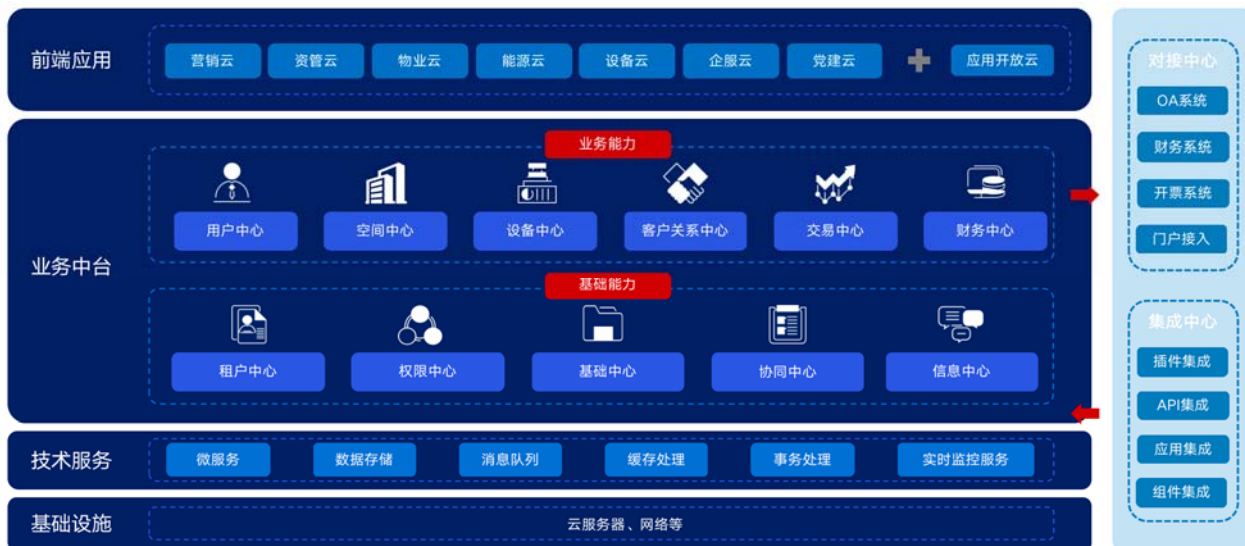 前端应用
营销云 资管云 物业云 能源云 设备云 企服云 党建云 应用开放云
业务中台
业务能力
用户中心 空间中心 设备中心 客户关系中心 交易中心 财务中心
基础能力
租户中心 权限中心 基础中心 协同中心 信息中心
技术服务
微服务 数据存储 消息队列 缓存处理 事务处理 实时监控服务
基础设施
云服务器、网络等
对接中心
OA系统
财务系统
开票系统
门户接入
集成中心
插件集成
API集成
应用集成
组件集成